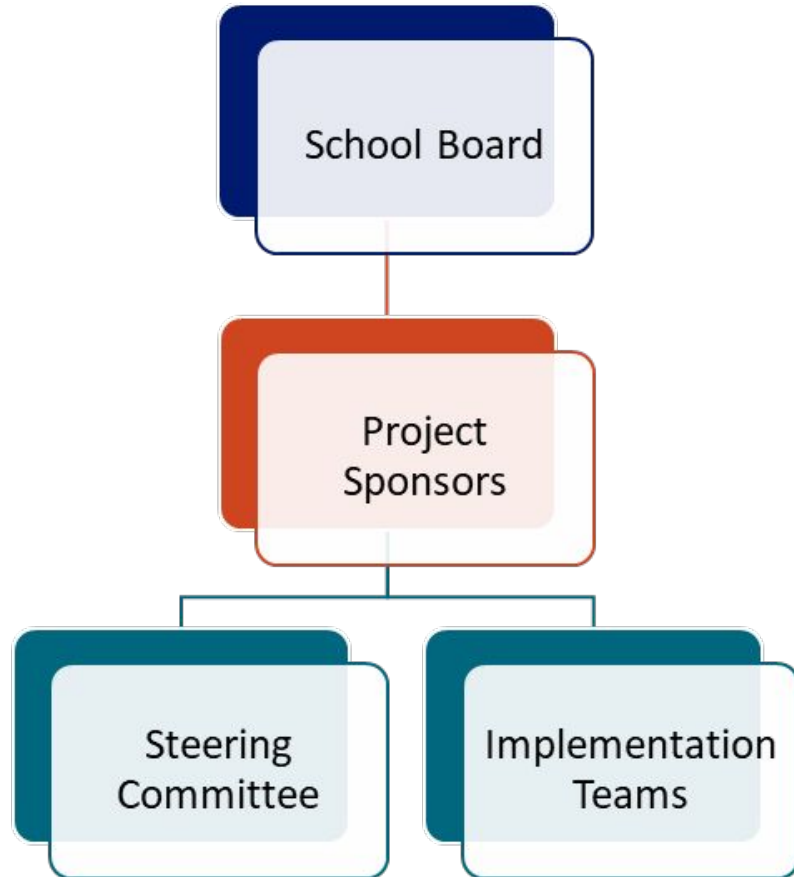 School Board
Project
Sponsors
Steering
Committee
Implementation
Teams